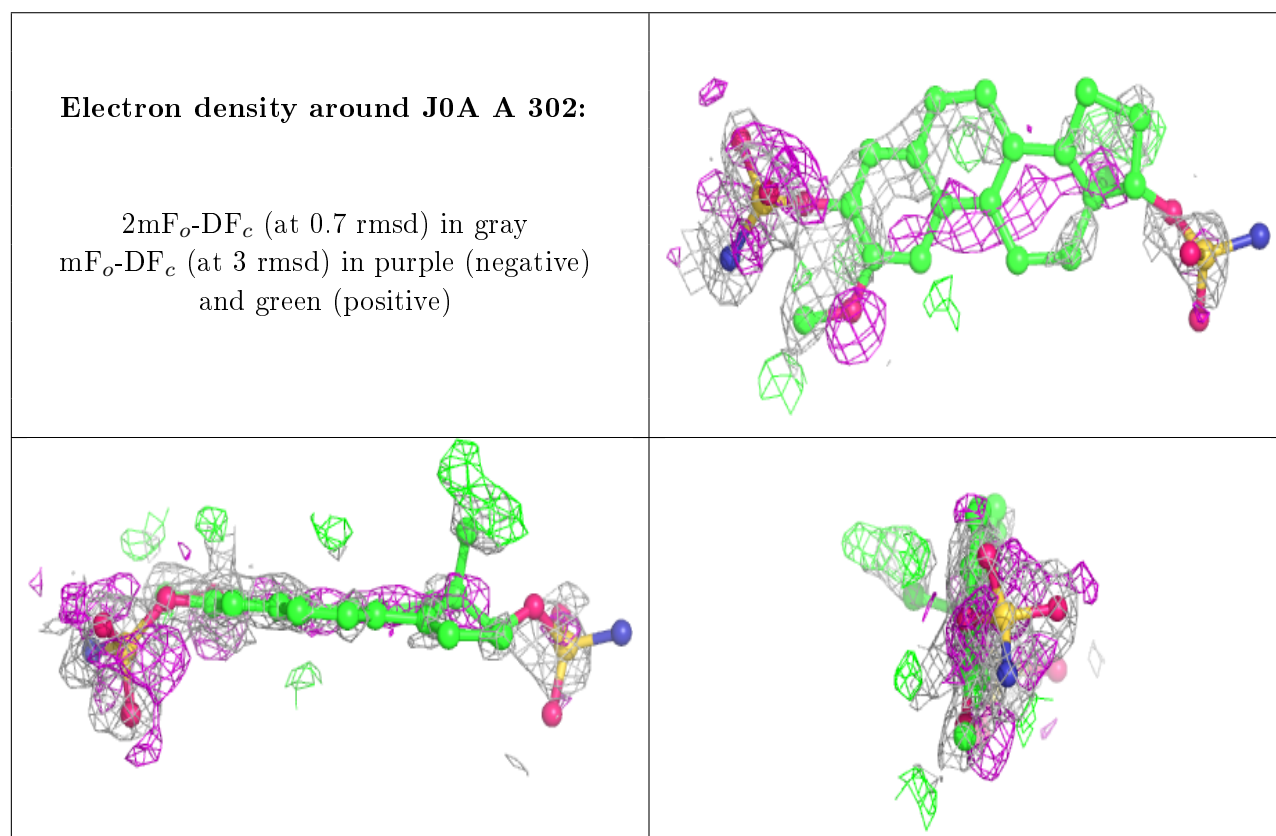 Electron density around J0A A 302:
2mFₒ-DF𝒸 (at 0.7 rmsd) in gray
mFₒ-DF𝒸 (at 3 rmsd) in purple (negative)
and green (positive)